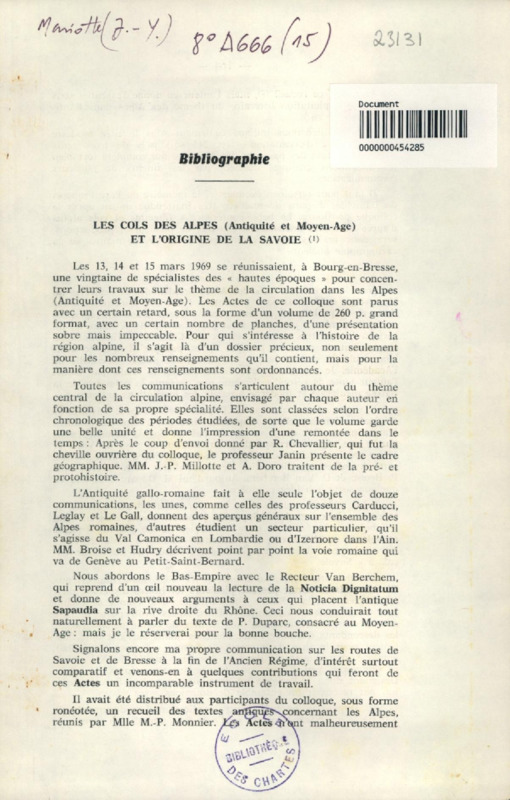 Mariotte (J.-Y.)
8° Δ 666 (15)
23131
Document
0000000454285
Bibliographie
LES COLS DES ALPES (Antiquité et Moyen-Age)
ET L'ORIGINE DE LA SAVOIE (1)
Les 13, 14 et 15 mars 1969 se réunissaient, à Bourg-en-Bresse,
une vingtaine de spécialistes des « hautes époques » pour concen-
trer leurs travaux sur le thème de la circulation dans les Alpes
(Antiquité et Moyen-Age). Les Actes de ce colloque sont parus
avec un certain retard, sous la forme d'un volume de 260 p. grand
format, avec un certain nombre de planches, d'une présentation
sobre mais impeccable. Pour qui s'intéresse à l'histoire de la
région alpine, il s'agit là d'un dossier précieux, non seulement
pour les nombreux renseignements qu'il contient, mais pour la
manière dont ces renseignements sont ordonnancés.
Toutes les communications s'articulent autour du thème
central de la circulation alpine, envisagé par chaque auteur en
fonction de sa propre spécialité. Elles sont classées selon l'ordre
chronologique des périodes étudiées, de sorte que le volume garde
une belle unité et donne l'impression d'une remontée dans le
temps : Après le coup d'envoi donné par R. Chevallier, qui fut la
cheville ouvrière du colloque, le professeur Janin présente le cadre
géographique. MM. J.-P. Millotte et A. Doro traitent de la pré- et
protohistoire.
L'Antiquité gallo-romaine fait à elle seule l'objet de douze
communications, les unes, comme celles des professeurs Carducci,
Leglay et Le Gall, donnent des aperçus généraux sur l'ensemble des
Alpes romaines, d'autres étudient un secteur particulier, qu'il
s'agisse du Val Camonica en Lombardie ou d'Izernore dans l'Ain.
MM. Broise et Hudry décrivent point par point la voie romaine qui
va de Genève au Petit-Saint-Bernard.
Nous abordons le Bas-Empire avec le Recteur Van Berchem,
qui reprend d'un œil nouveau la lecture de la Noticia Dignitatum
et donne de nouveaux arguments à ceux qui placent l'antique
Sapaudia sur la rive droite du Rhône. Ceci nous conduirait tout
naturellement à parler du texte de P. Duparc, consacré au Moyen-
Age : mais je le réserverai pour la bonne bouche.
Signalons encore ma propre communication sur les routes de
Savoie et de Bresse à la fin de l'Ancien Régime, d'intérêt surtout
comparatif et venons-en à quelques contributions qui feront de
ces Actes un incomparable instrument de travail.
Il avait été distribué aux participants du colloque, sous forme
ronéotée, un recueil des textes antiques concernant les Alpes,
réunis par Mlle M.-P. Monnier. Les Actes n'ont malheureusement
ECOLE
BIBLIOTHÈQUE
DES CHARTES